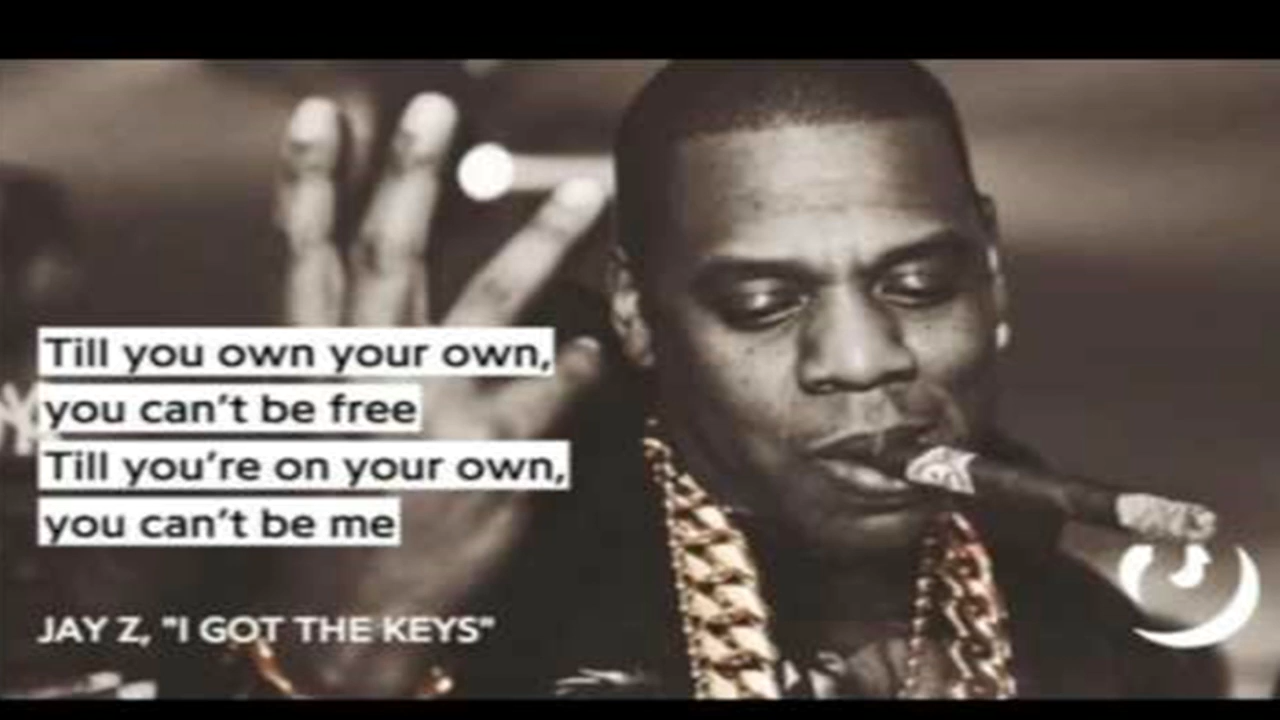 Till you own your own,
you can't be free
Till you're on your own,
you can't be me
JAY Z, "I GOT THE KEYS"